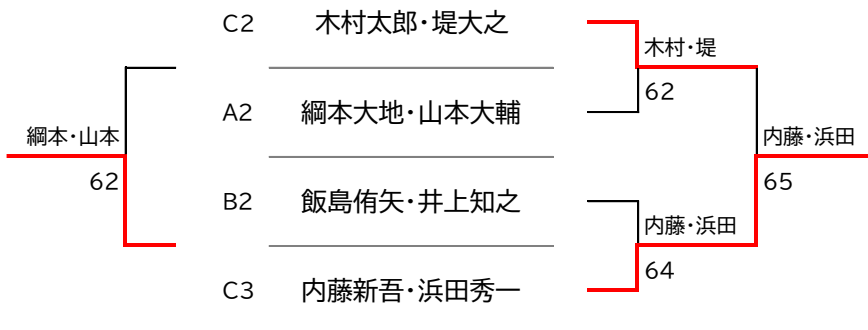 C2 木村太郎・堤大之
木村・堤
62
A2 綱本大地・山本大輔
綱本・山本
62
内藤・浜田
65
B2 飯島侑矢・井上知之
内藤・浜田
64
C3 内藤新吾・浜田秀一